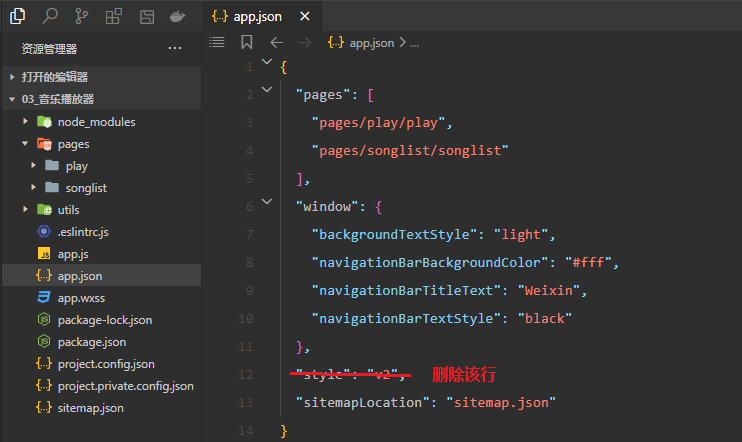 app.json
资源管理器
app.json > ...
打开的编辑器
03_音乐播放器
node_modules
pages
play
songlist
utils
.eslintrc.js
app.js
app.json
app.wxss
package-lock.json
package.json
project.config.json
project.private.config.json
sitemap.json
1 {
2 "pages": [
3 "pages/play/play",
4 "pages/songlist/songlist"
5 ],
6 "window": {
7 "backgroundTextStyle": "light",
8 "navigationBarBackgroundColor": "#fff",
9 "navigationBarTitleText": "Weixin",
10 "navigationBarTextStyle": "black"
11 },
12 "style": "v2", 删除该行
13 "sitemapLocation": "sitemap.json"
14 }